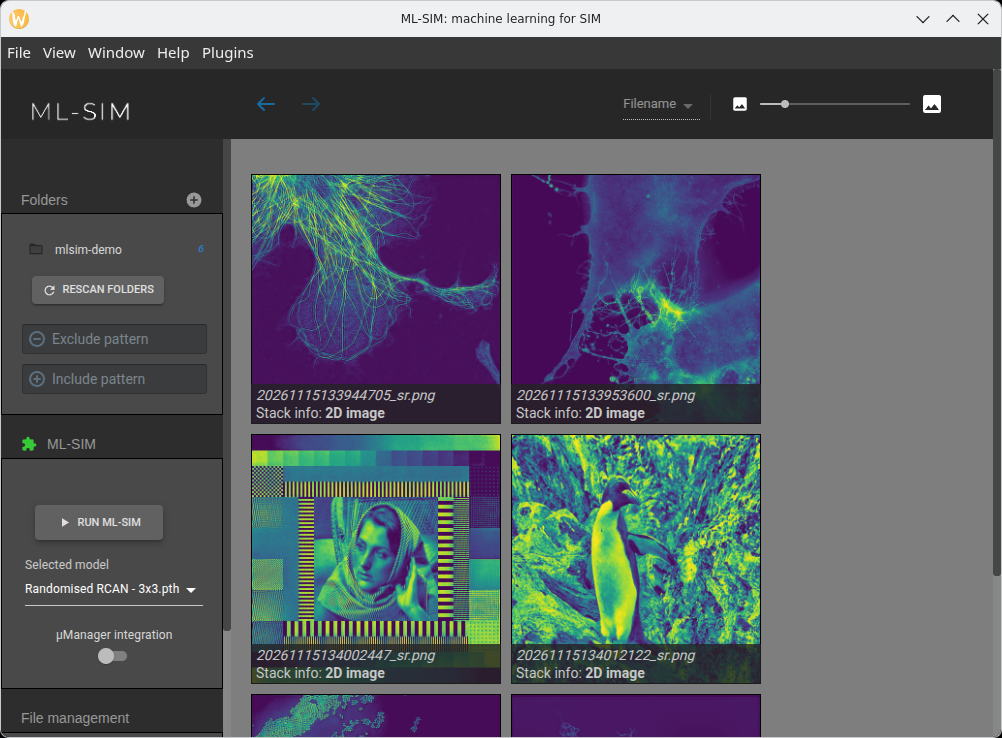 ML-SIM: machine learning for SIM
File View Window Help Plugins
ML-SIM
Filename
Folders
mlsim-demo 6
RESCAN FOLDERS
Exclude pattern
Include pattern
ML-SIM
RUN ML-SIM
Selected model
Randomised RCAN - 3x3.pth
µManager integration
File management
20261115133944705_sr.png
Stack info: 2D image
20261115133953600_sr.png
Stack info: 2D image
20261115134002447_sr.png
Stack info: 2D image
20261115134012122_sr.png
Stack info: 2D image